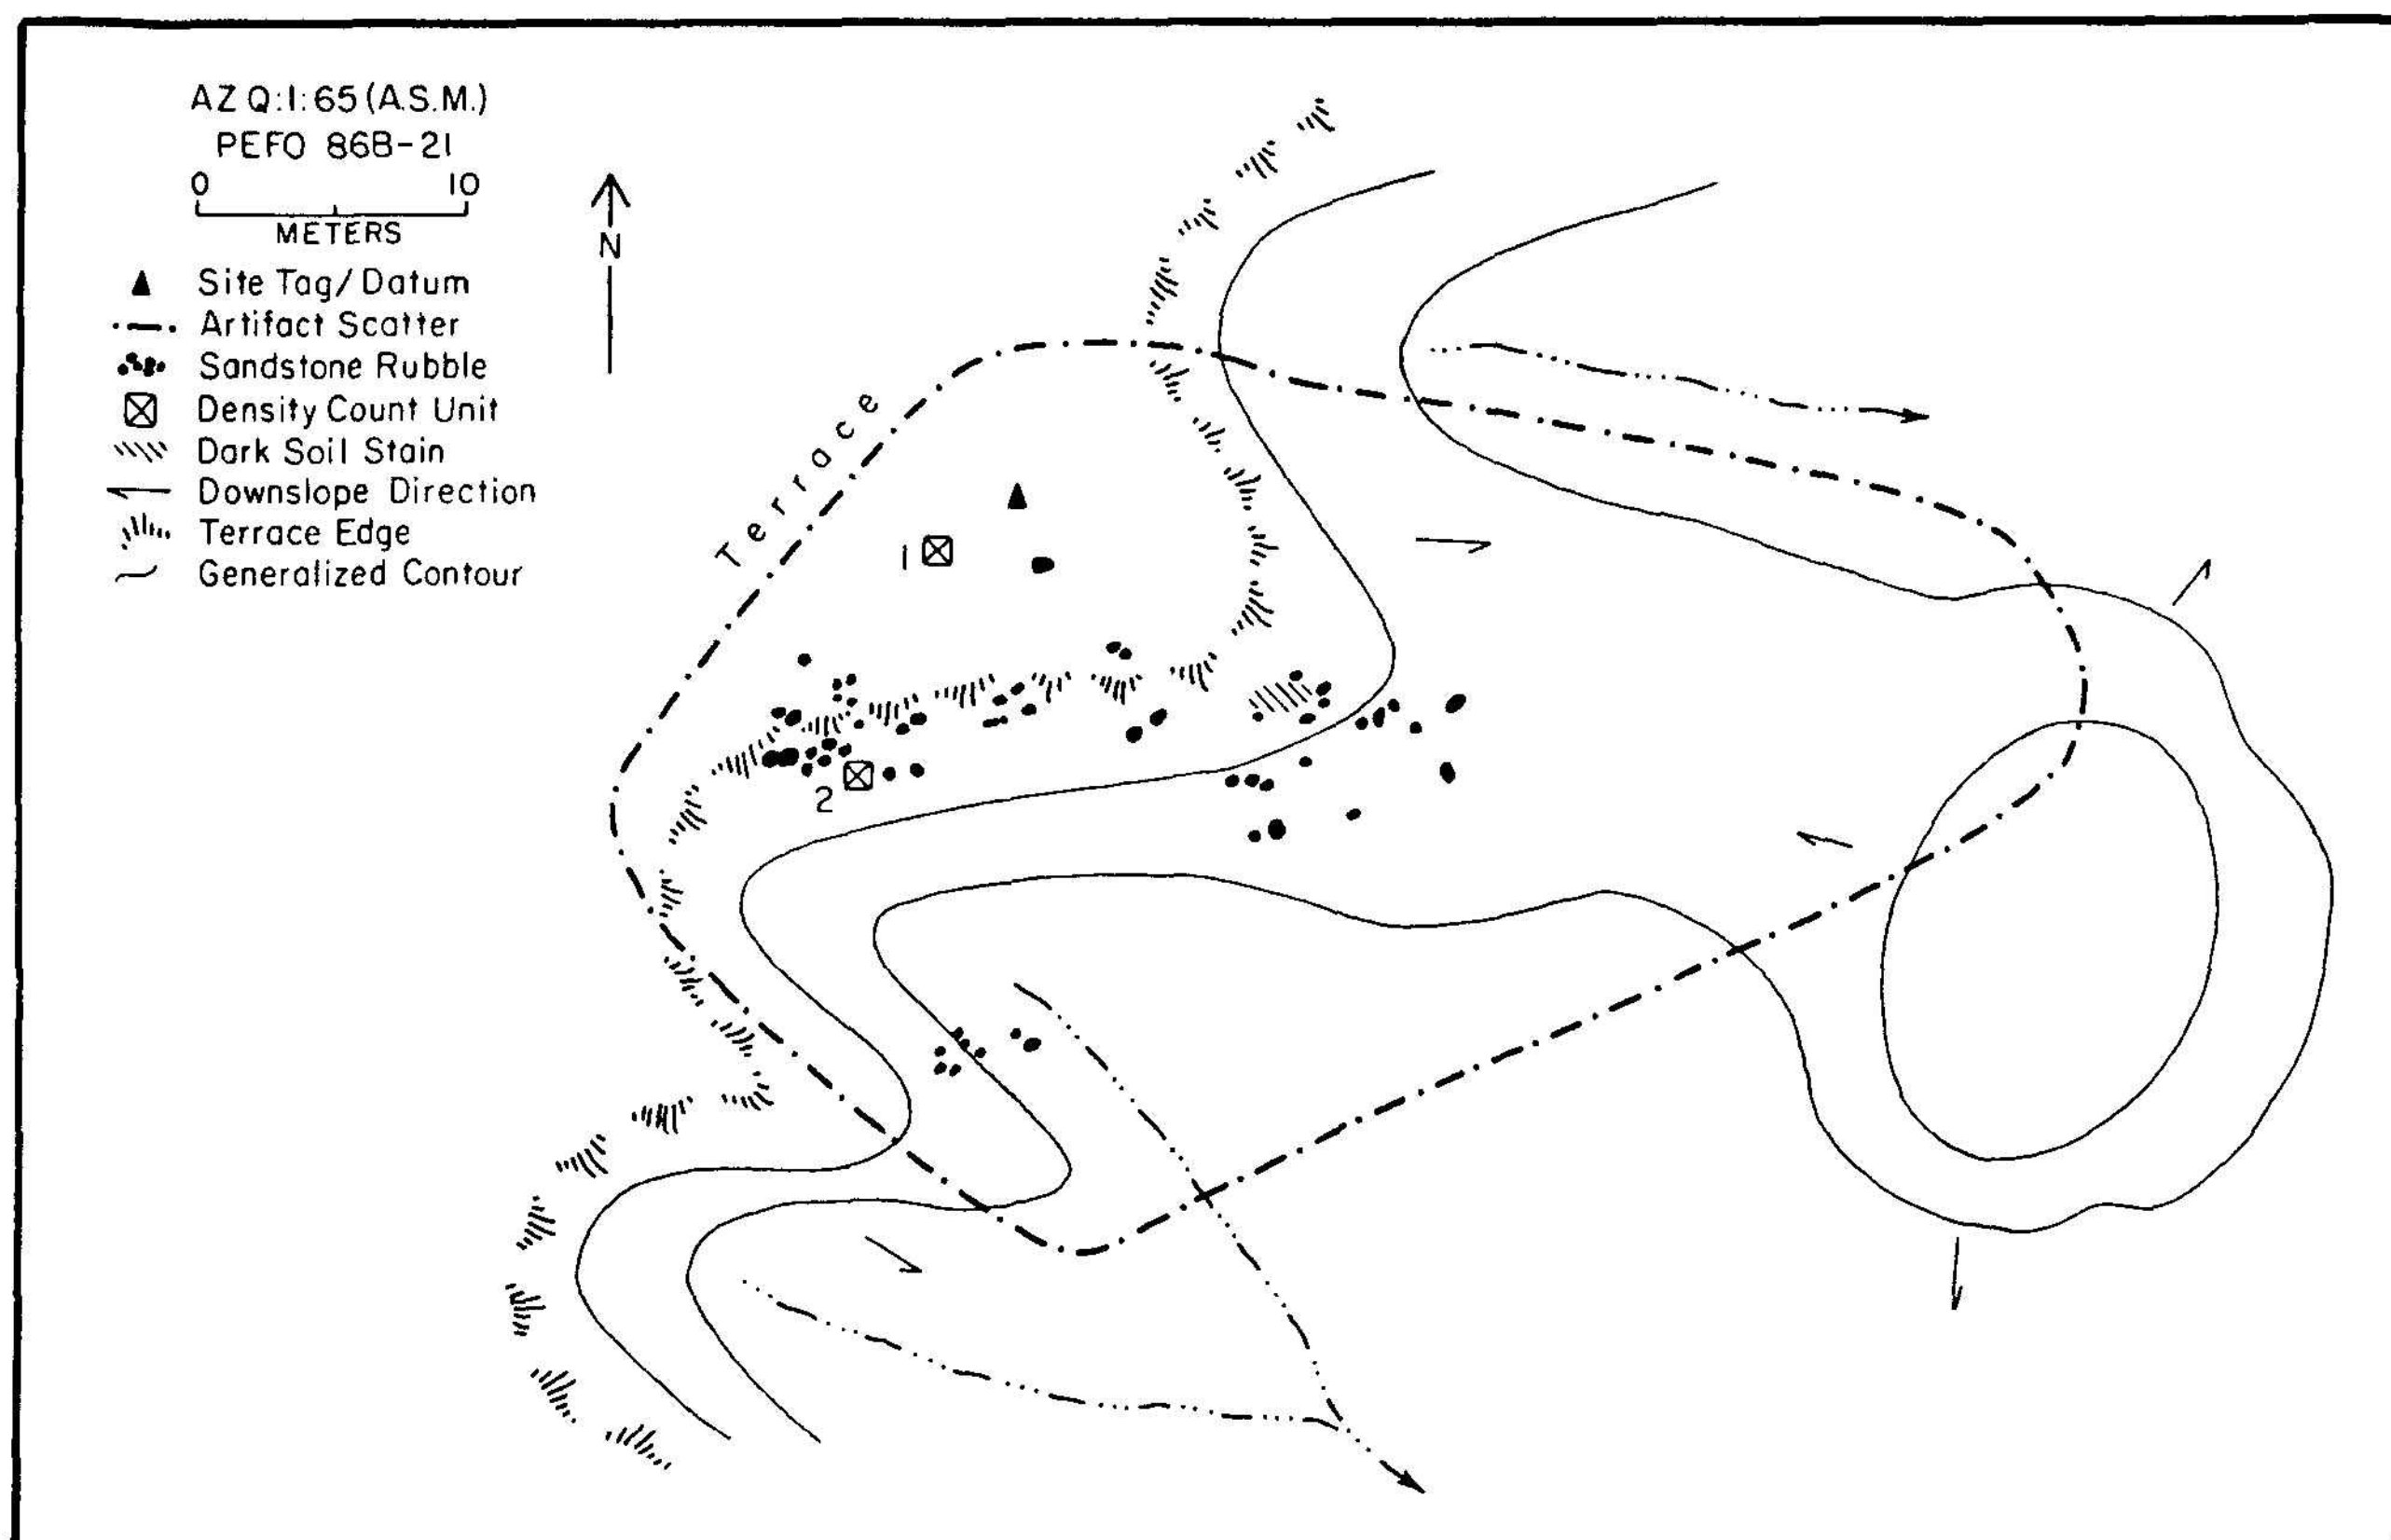 AZ Q:1:65 (A.S.M.)
PEFO 86B-21
0 10
METERS
N
Site Tag/Datum
Artifact Scatter
Sandstone Rubble
Density Count Unit
Dark Soil Stain
Downslope Direction
Terrace Edge
Generalized Contour
Terrace
1
2